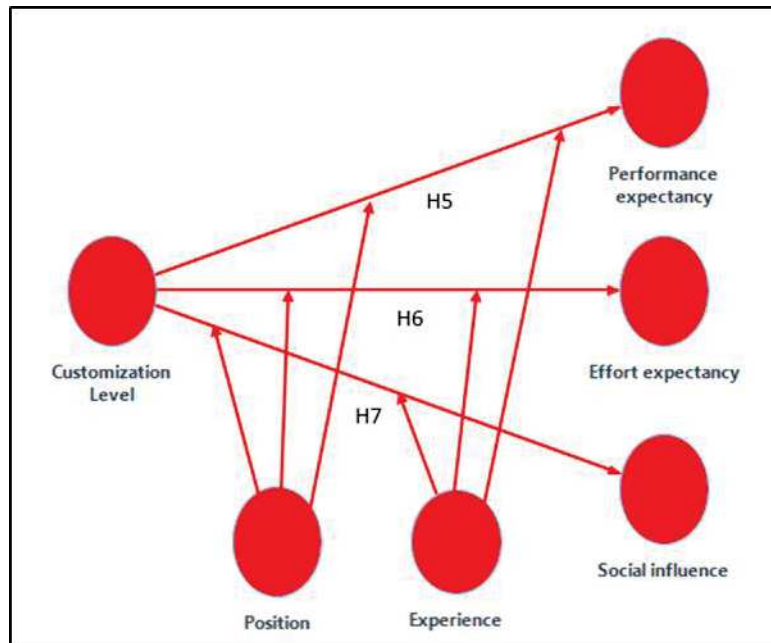 Performance
expectancy
H5
H6
Customization
Level
Effort expectancy
H7
Social influence
Position
Experience